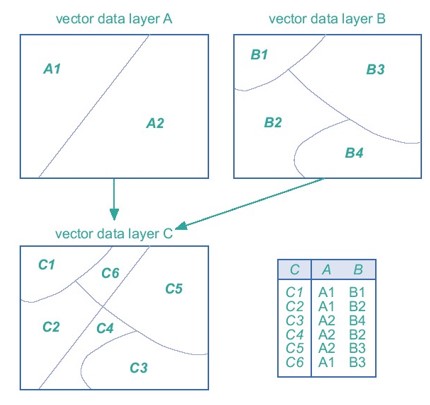 vector data layer A
vector data layer B
A1
A2
B1
B3
B2
B4
vector data layer C
C1
C6
C5
C2
C4
C3
C A B
C1 A1 B1
C2 A1 B2
C3 A2 B4
C4 A2 B2
C5 A2 B3
C6 A1 B3